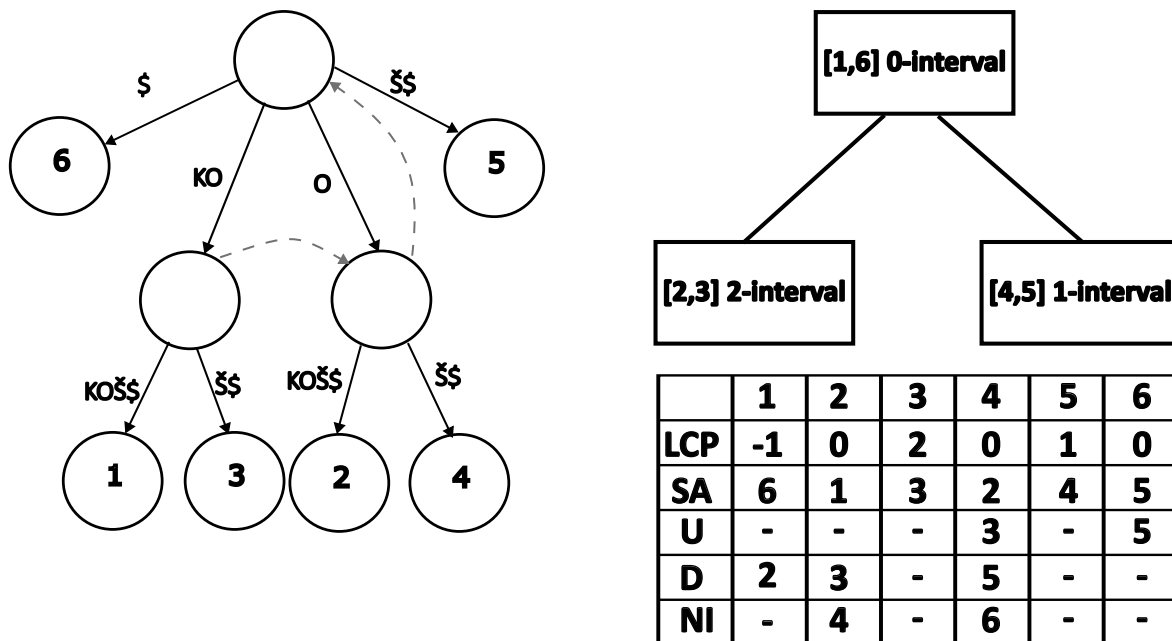 $
KO
O
Š$
6
5
KOŠ$
Š$
KOŠ$
Š$
1
3
2
4
[1,6] 0-interval
[2,3] 2-interval
[4,5] 1-interval
1 2 3 4 5 6
LCP -1 0 2 0 1 0
SA 6 1 3 2 4 5
U - - - 3 - 5
D 2 3 - 5 - -
NI - 4 - 6 - -